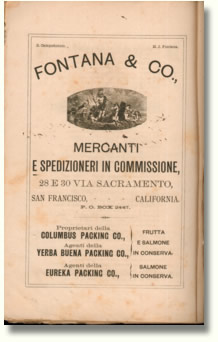 FONTANA & CO.,
MERCANTI
E SPEDIZIONERI IN COMMISSIONE,
28 E 30 VIA SACRAMENTO,
SAN FRANCISCO, CALIFORNIA
P. O. BOX 2447.
Proprietari della
COLUMBUS PACKING CO.,
Agenti della
YERBA BUENA PACKING CO.,
FRUTTA
E SALMONE
IN CONSERVA.
Agenti della
EUREKA PACKING CO.,
SALMONE
IN CONSERVA.